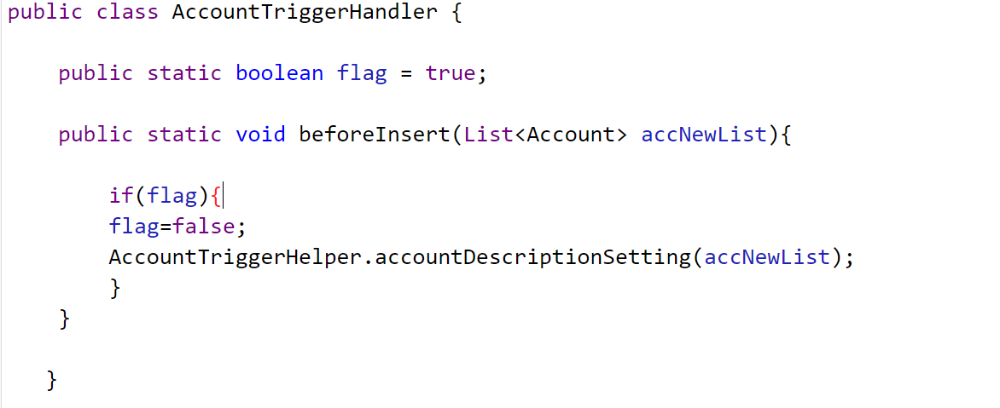 public class AccountTriggerHandler {
public static boolean flag = true;
public static void beforeInsert(List<Account> accNewList){
if(flag){
flag=false;
AccountTriggerHelper.accountDescriptionSetting(accNewList);
}
}
}